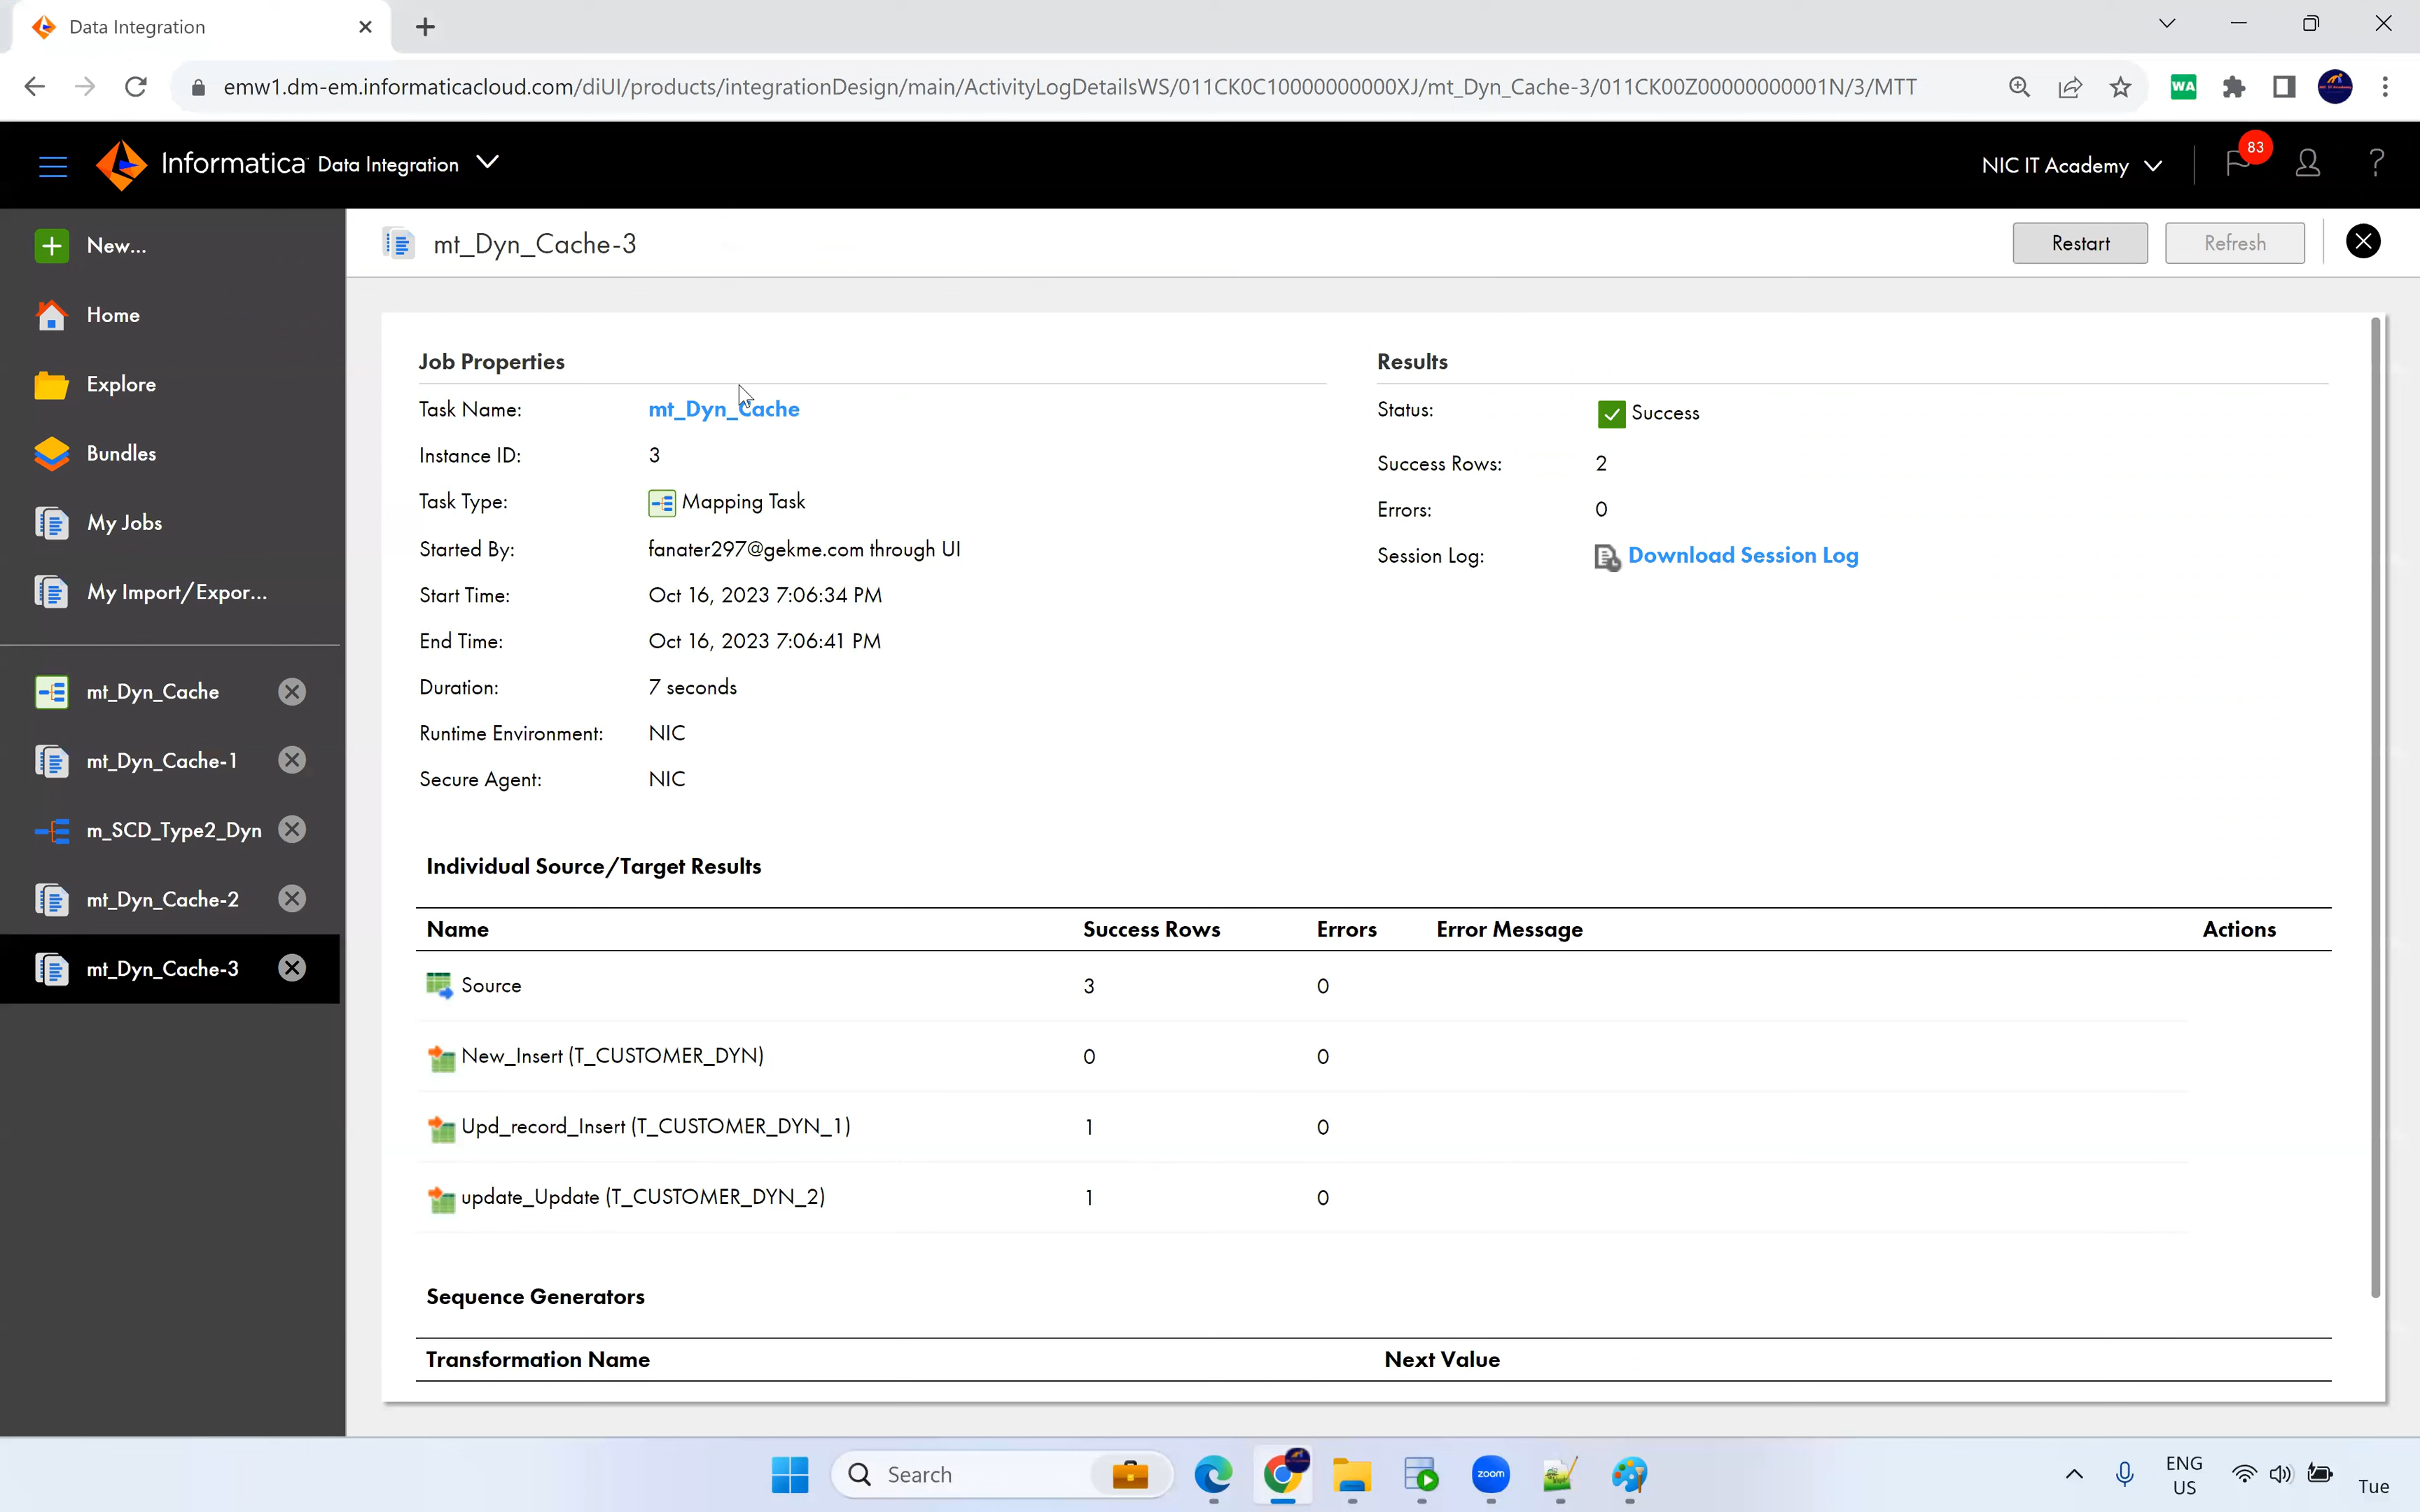 Data Integration
emw1.dm-em.informaticacloud.com/diUI/products/integrationDesign/main/ActivityLogDetailsWS/011CK0C10000000000XJ/mt_Dyn_Cache-3/011CK00Z00000000001N/3/MTT
WA
Informatica Data Integration
NIC IT Academy
83
?
New...
Home
Explore
Bundles
My Jobs
My Import/Expor...
mt_Dyn_Cache
mt_Dyn_Cache-1
m_SCD_Type2_Dyn
mt_Dyn_Cache-2
mt_Dyn_Cache-3
mt_Dyn_Cache-3
Restart
Refresh
Job Properties
Task Name: mt_Dyn_Cache
Instance ID: 3
Task Type: Mapping Task
Started By: fanater297@gekme.com through UI
Start Time: Oct 16, 2023 7:06:34 PM
End Time: Oct 16, 2023 7:06:41 PM
Duration: 7 seconds
Runtime Environment: NIC
Secure Agent: NIC
Results
Status: Success
Success Rows: 2
Errors: 0
Session Log: Download Session Log
Individual Source/Target Results
Name Success Rows Errors Error Message Actions
Source 3 0
New_Insert (T_CUSTOMER_DYN) 0 0
Upd_record_Insert (T_CUSTOMER_DYN_1) 1 0
update_Update (T_CUSTOMER_DYN_2) 1 0
Sequence Generators
Transformation Name Next Value
Search
zoom
ENG
US
Tue